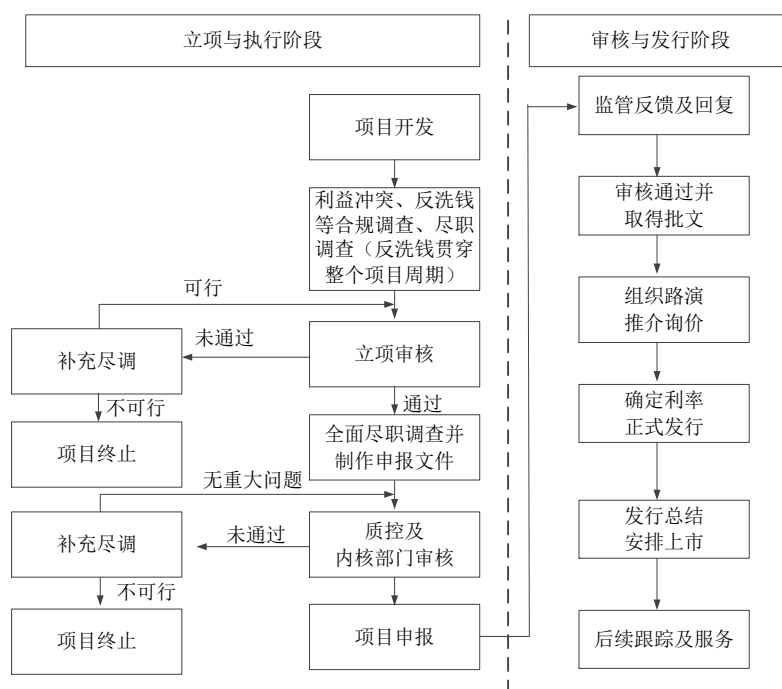 立项与执行阶段
审核与发行阶段
项目开发
利益冲突、反洗钱
等合规调查、尽职
调查（反洗钱贯穿
整个项目周期）
可行
补充尽调
未通过
立项审核
不可行
通过
项目终止
全面尽职调查并
制作申报文件
无重大问题
补充尽调
未通过
质控及
内核部门审核
不可行
项目终止
项目申报
监管反馈及回复
审核通过并
取得批文
组织路演
推介询价
确定利率
正式发行
发行总结
安排上市
后续跟踪及服务